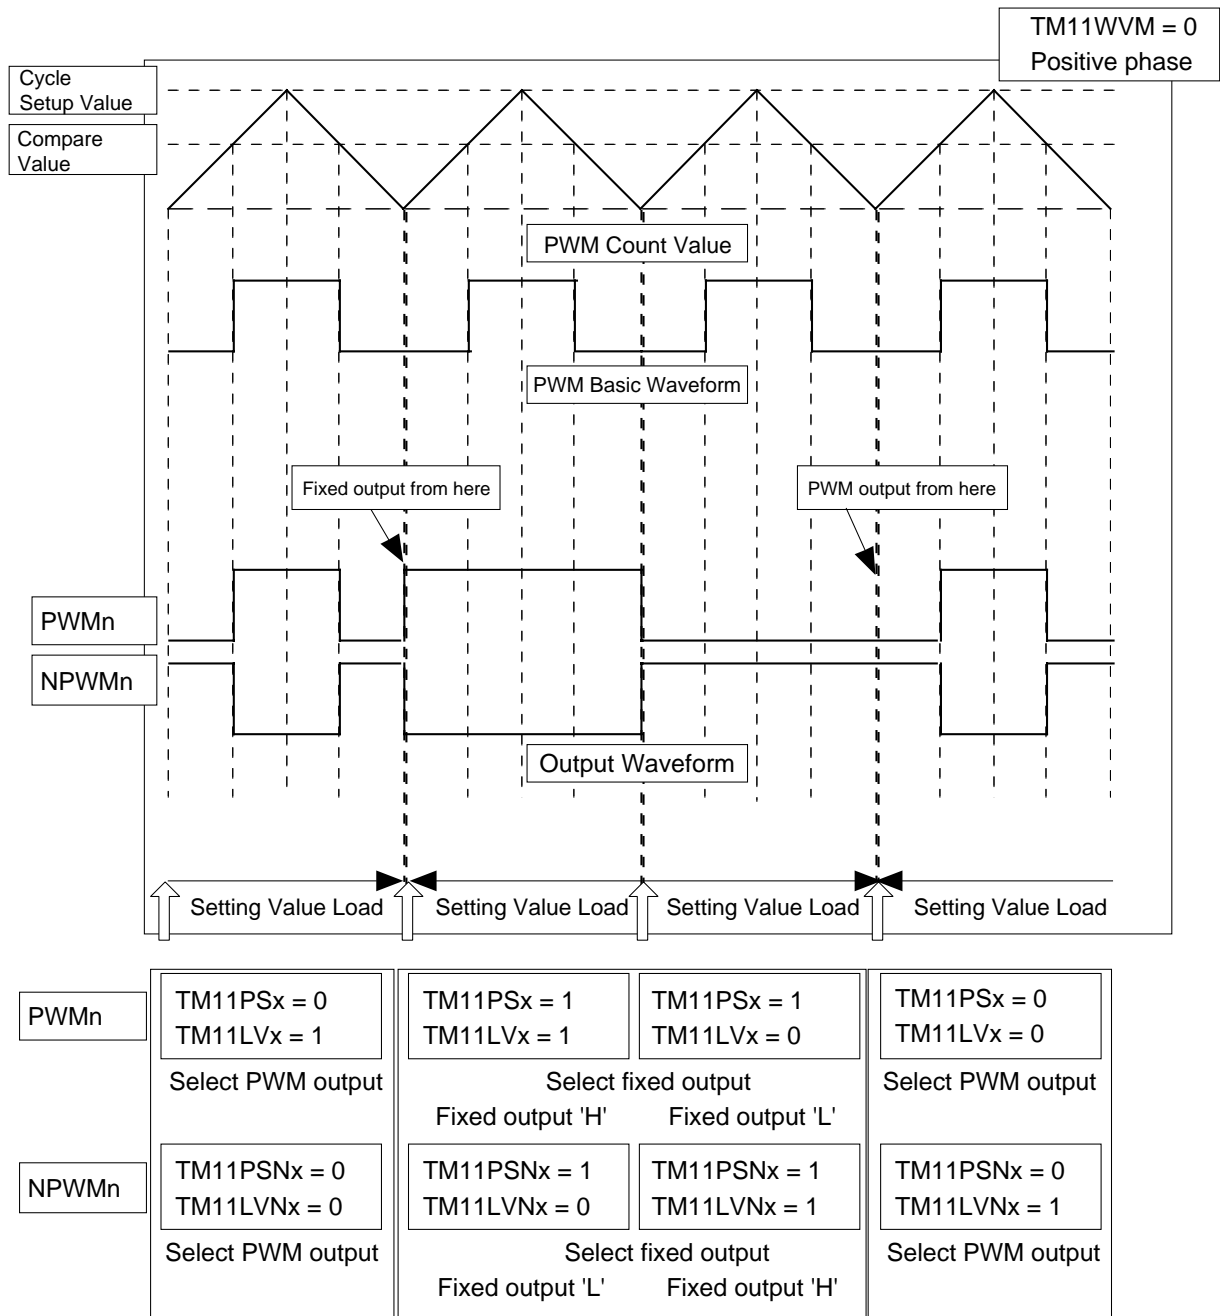 TM11WVM = 0
Positive phase
Cycle
Setup Value
Compare
Value
PWM Count Value
PWM Basic Waveform
Fixed output from here
PWM output from here
PWMn
NPWMn
Output Waveform
Setting Value Load
Setting Value Load
Setting Value Load
Setting Value Load
PWMn
TM11PSx = 0
TM11LVx = 1
TM11PSx = 1
TM11LVx = 1
TM11PSx = 1
TM11LVx = 0
TM11PSx = 0
TM11LVx = 0
Select PWM output
Select fixed output
Select PWM output
Fixed output 'H'
Fixed output 'L'
NPWMn
TM11PSNx = 0
TM11LVNx = 0
TM11PSNx = 1
TM11LVNx = 0
TM11PSNx = 1
TM11LVNx = 1
TM11PSNx = 0
TM11LVNx = 1
Select PWM output
Select fixed output
Select PWM output
Fixed output 'L'
Fixed output 'H'